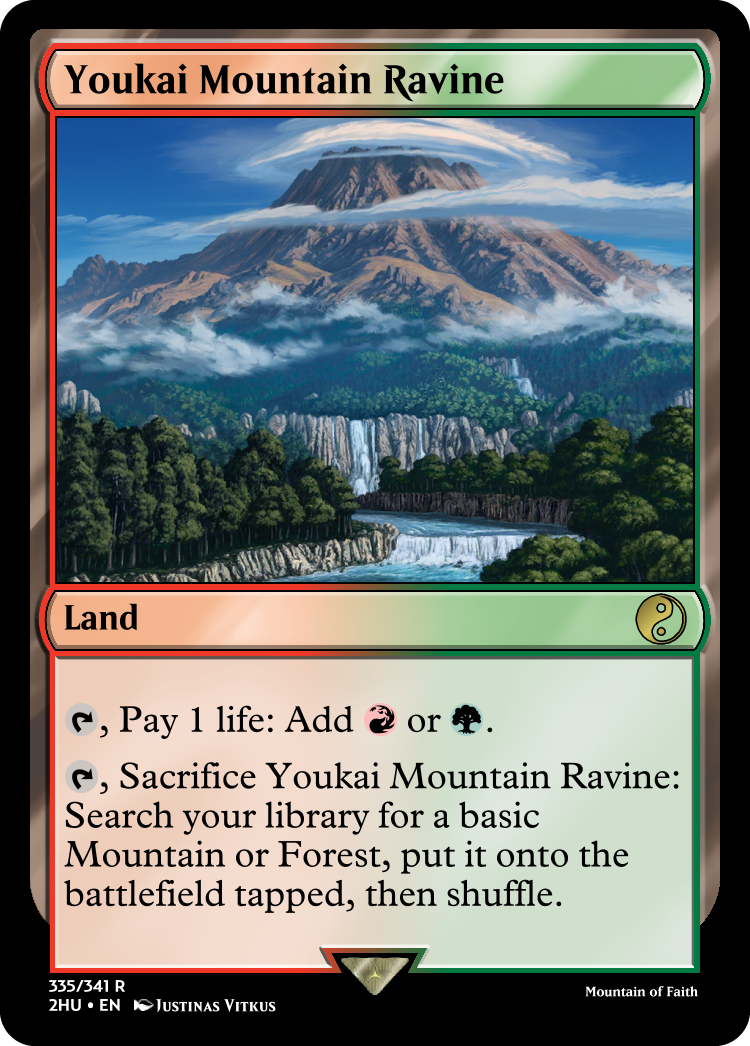 Youkai Mountain Ravine
Land
, Pay 1 life: Add or .
, Sacrifice Youkai Mountain Ravine:
Search your library for a basic
Mountain or Forest, put it onto the
battlefield tapped, then shuffle.
335/341 R
2HU • EN JUSTINAS VITKUS
Mountain of Faith